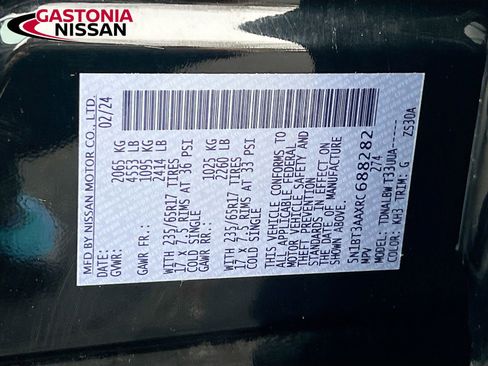 GASTONIA
NISSAN
MFD BY NISSAN MOTOR CO., LTD.
02/24
GVWR: 2065 KG
4553 LB
GAWR FR.: 1095 KG
2414 LB
WITH 235/65R17 TIRES
17 X 7.5 RIMS AT 36 PSI
COLD SINGLE
GAWR RR.: 1025 KG
2260 LB
WITH 235/65R17 TIRES
17 X 7.5 RIMS AT 33 PSI
COLD SINGLE
THIS VEHICLE CONFORMS TO
ALL APPLICABLE FEDERAL
MOTOR VEHICLE SAFETY AND
THEFT PREVENTION
STANDARDS IN EFFECT ON
THE DATE OF MANUFACTURE
SHOWN ABOVE.
5N1BT3AAXRC688282
MPV 274
MODEL: TDMALBW T33UUA-----
COLOR: KH3 TRIM: G ZS30A